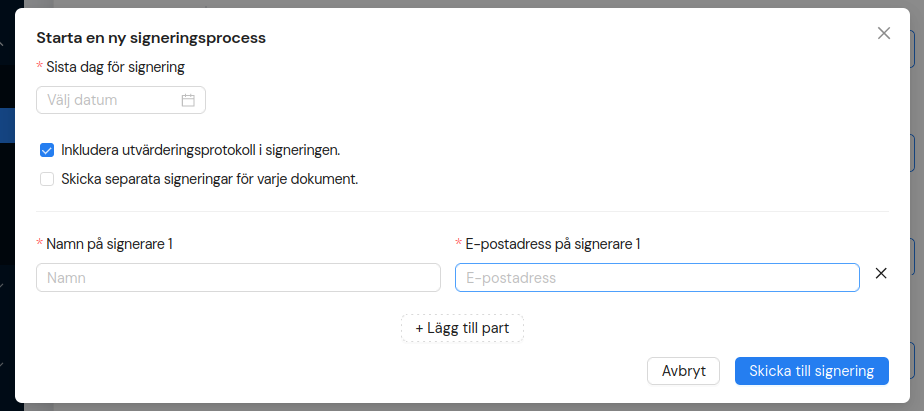 Starta en ny signeringsprocess
* Sista dag för signering
Välj datum
Inkludera utvärderingsprotokoll i signeringen.
Skicka separata signeringar för varje dokument.
* Namn på signerare 1
* E-postadress på signerare 1
Namn
E-postadress
+ Lägg till part
Avbryt
Skicka till signering